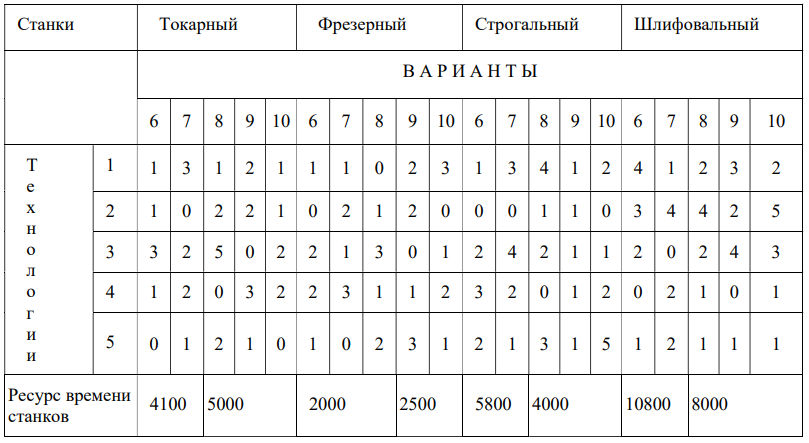 Станки Токарный Фрезерный Строгальный Шлифовальный
В А Р И А Н Т Ы
6 7 8 9 10 6 7 8 9 10 6 7 8 9 10 6 7 8 9 10
Технологии
1 1 3 1 2 1 1 1 0 2 3 1 3 4 1 2 4 1 2 3 2
2 1 0 2 2 1 0 2 1 2 0 0 0 1 1 0 3 4 4 2 5
3 3 2 5 0 2 2 1 3 0 1 2 4 2 1 1 2 0 2 4 3
4 1 2 0 3 2 2 3 1 1 2 3 2 0 1 2 0 2 1 0 1
5 0 1 2 1 0 1 0 2 3 1 2 1 3 1 5 1 2 1 1 1
Ресурс времени станков 4100 5000 2000 2500 5800 4000 10800 8000